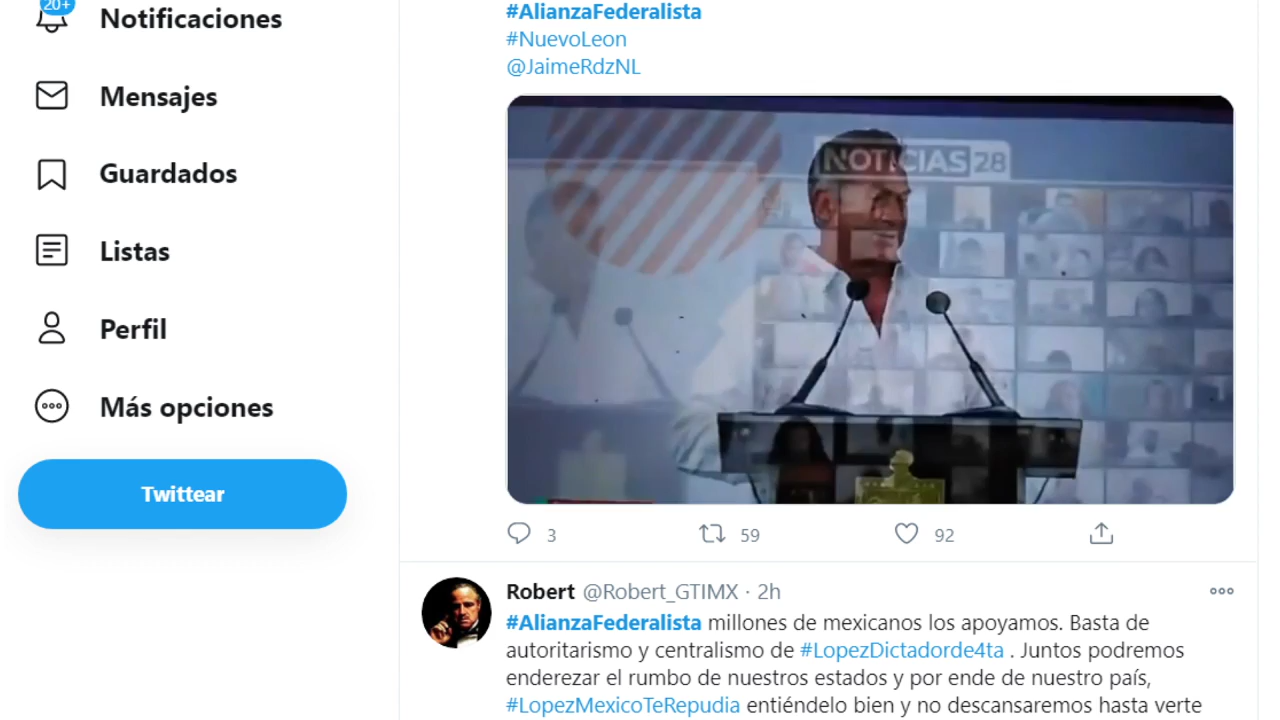 20+
Notificaciones
Mensajes
Guardados
Listas
Perfil
Más opciones
Twittear
#AlianzaFederalista
#NuevoLeon
@JaimeRdzNL
NOTICIAS 28
3 59 92
Robert @Robert_GTIMX · 2h
#AlianzaFederalista millones de mexicanos los apoyamos. Basta de
autoritarismo y centralismo de #LopezDictadorde4ta . Juntos podremos
enderezar el rumbo de nuestros estados y por ende de nuestro país,
#LopezMexicoTeRepudia entiéndelo bien y no descansaremos hasta verte